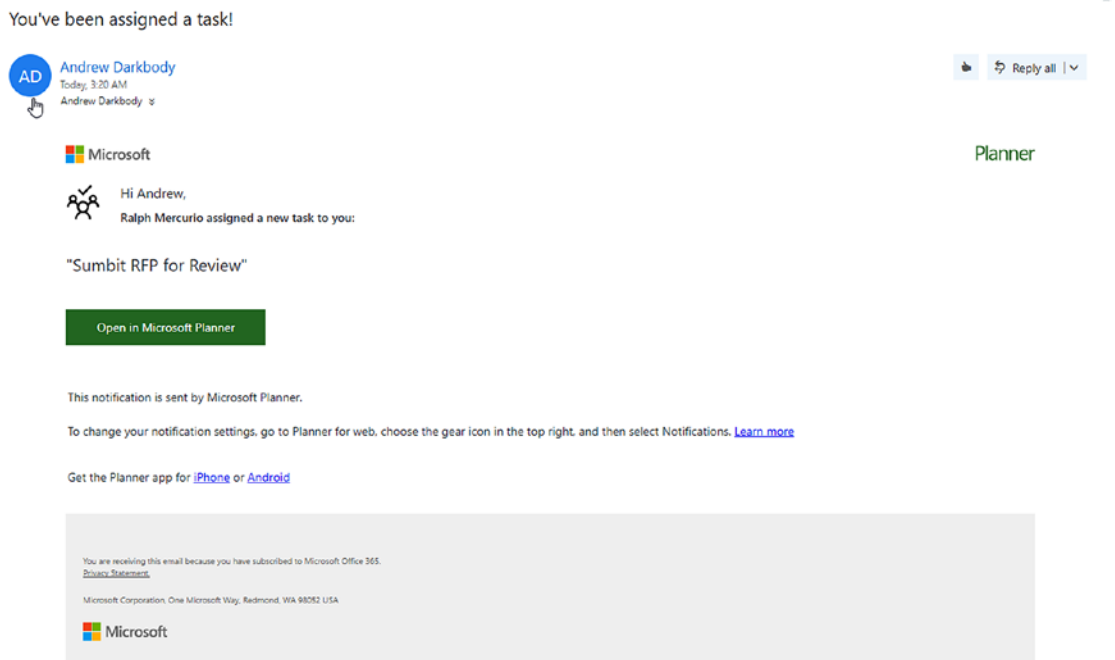 You've been assigned a task!
AD
Andrew Darkbody
Today, 3:20 AM
Andrew Darkbody
Reply all
Microsoft
Planner
Hi Andrew,
Ralph Mercurio assigned a new task to you:
"Sumbit RFP for Review"
Open in Microsoft Planner
This notification is sent by Microsoft Planner.
To change your notification settings, go to Planner for web, choose the gear icon in the top right, and then select Notifications. Learn more
Get the Planner app for iPhone or Android
You are receiving this email because you have subscribed to Microsoft Office 365.
Privacy Statement.
Microsoft Corporation, One Microsoft Way, Redmond, WA 98052 USA
Microsoft